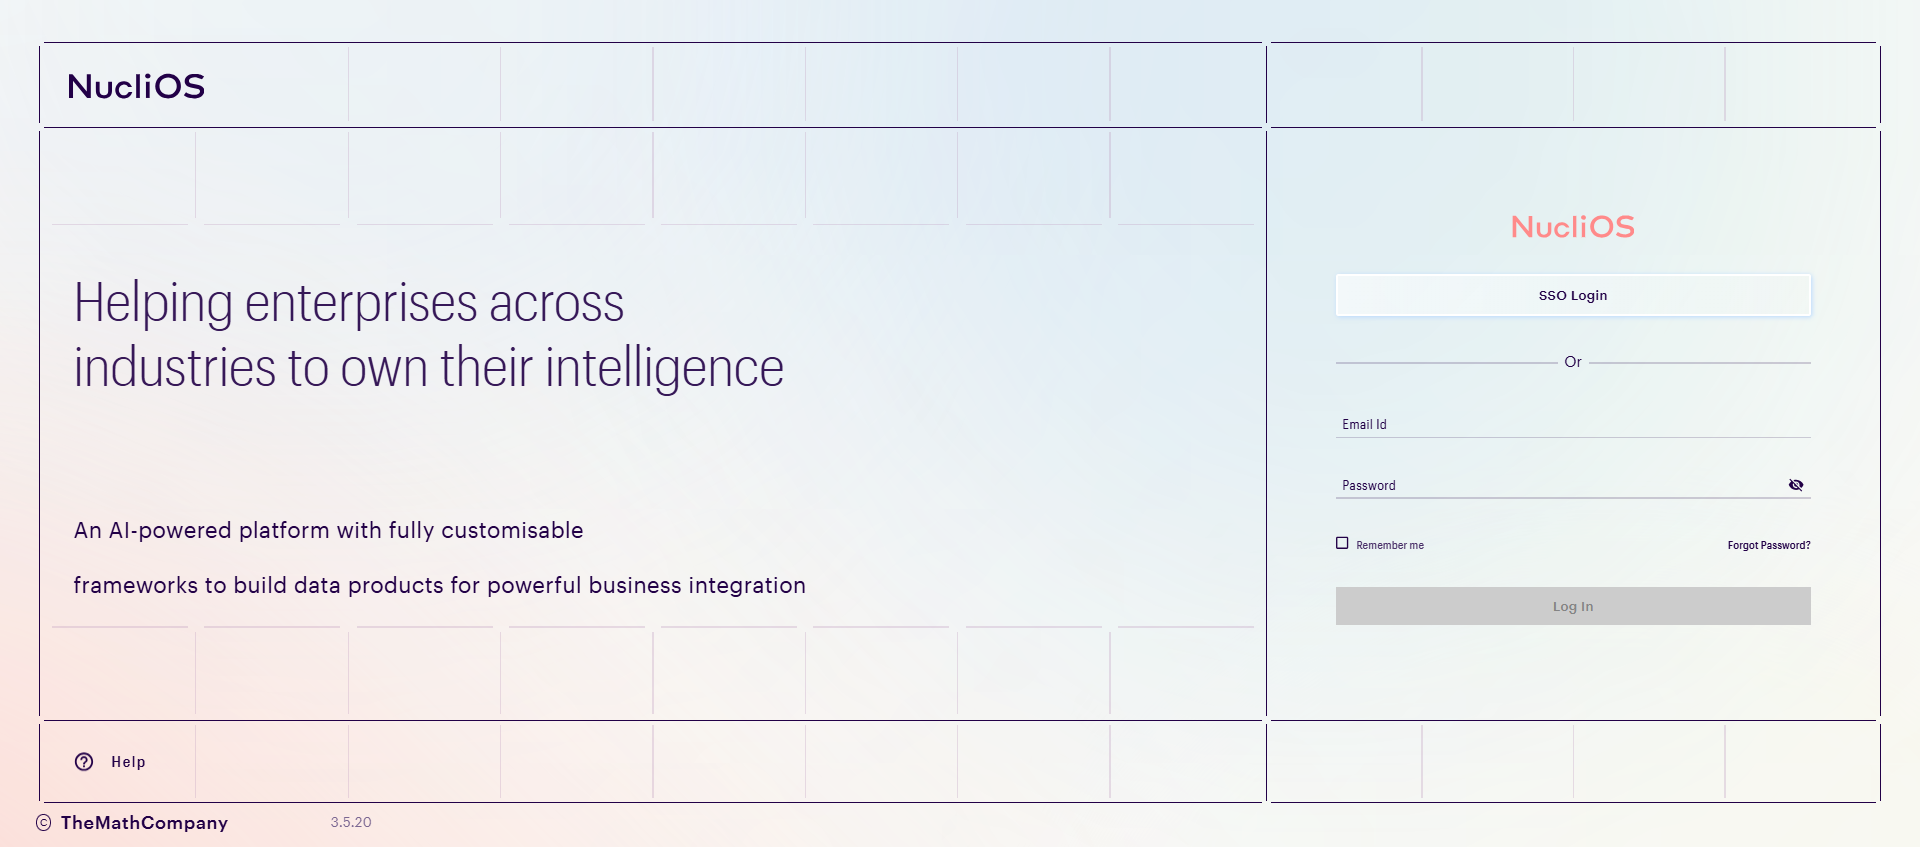 NucliOS
Helping enterprises across
industries to own their intelligence
An AI-powered platform with fully customisable
frameworks to build data products for powerful business integration
Help
NucliOS
SSO Login
Or
Email Id
Password
Remember me
Forgot Password?
Log In
© TheMathCompany
3.5.20